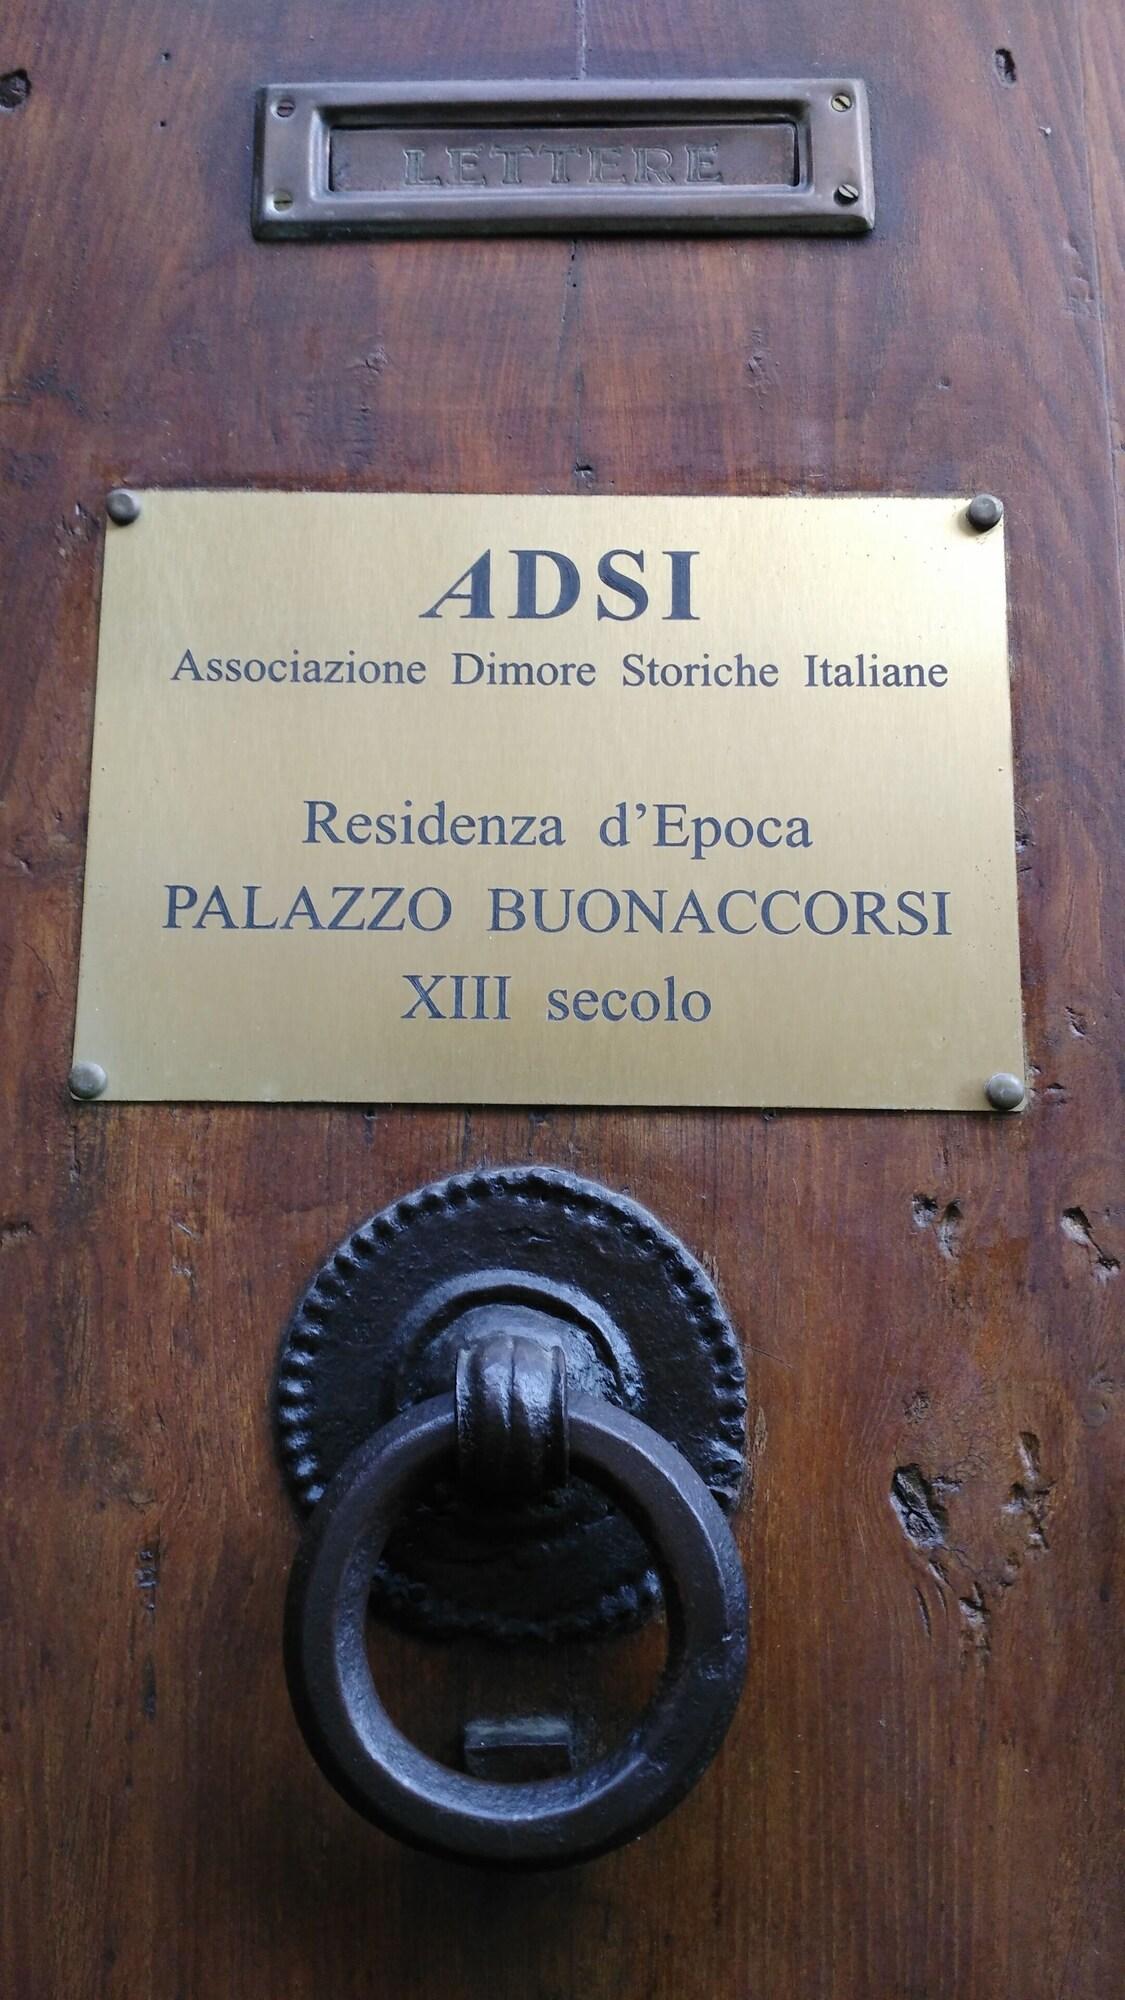 LETTERE
ADSI
Associazione Dimore Storiche Italiane
Residenza d'Epoca
PALAZZO BUONACCORSI
XIII secolo